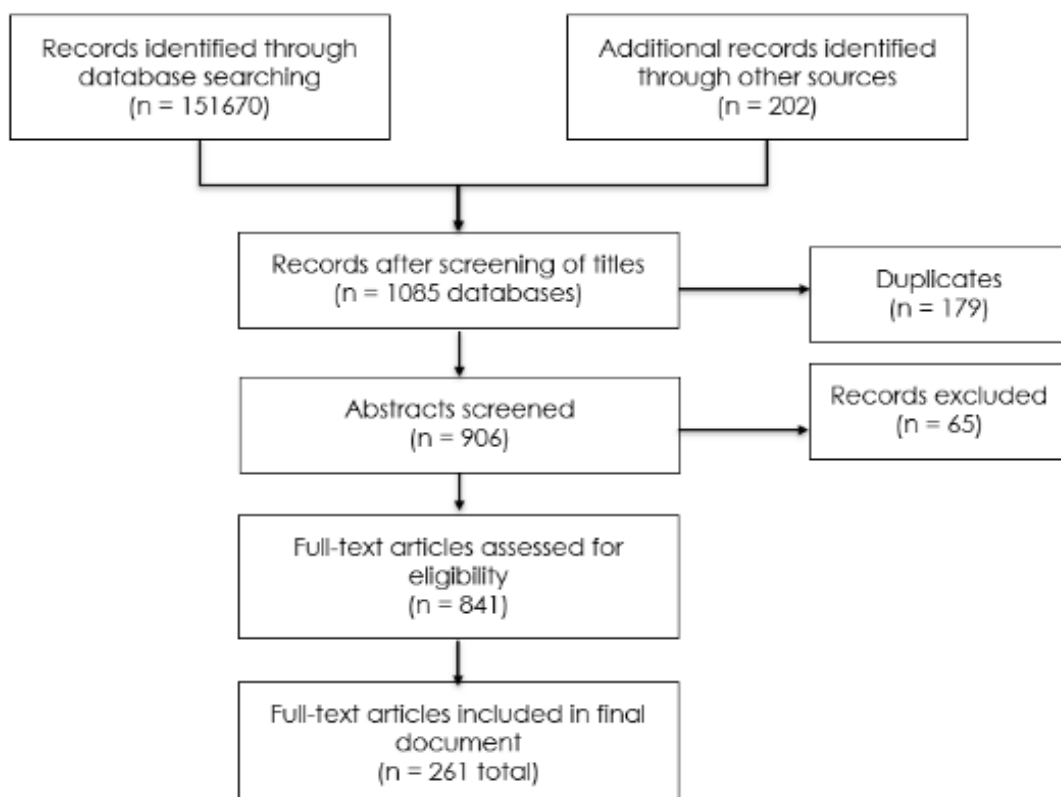 Records identified through
database searching
(n = 151670)
Additional records identified
through other sources
(n = 202)
Records after screening of titles
(n = 1085 databases)
Duplicates
(n = 179)
Abstracts screened
(n = 906)
Records excluded
(n = 65)
Full-text articles assessed for
eligibility
(n = 841)
Full-text articles included in final
document
(n = 261 total)